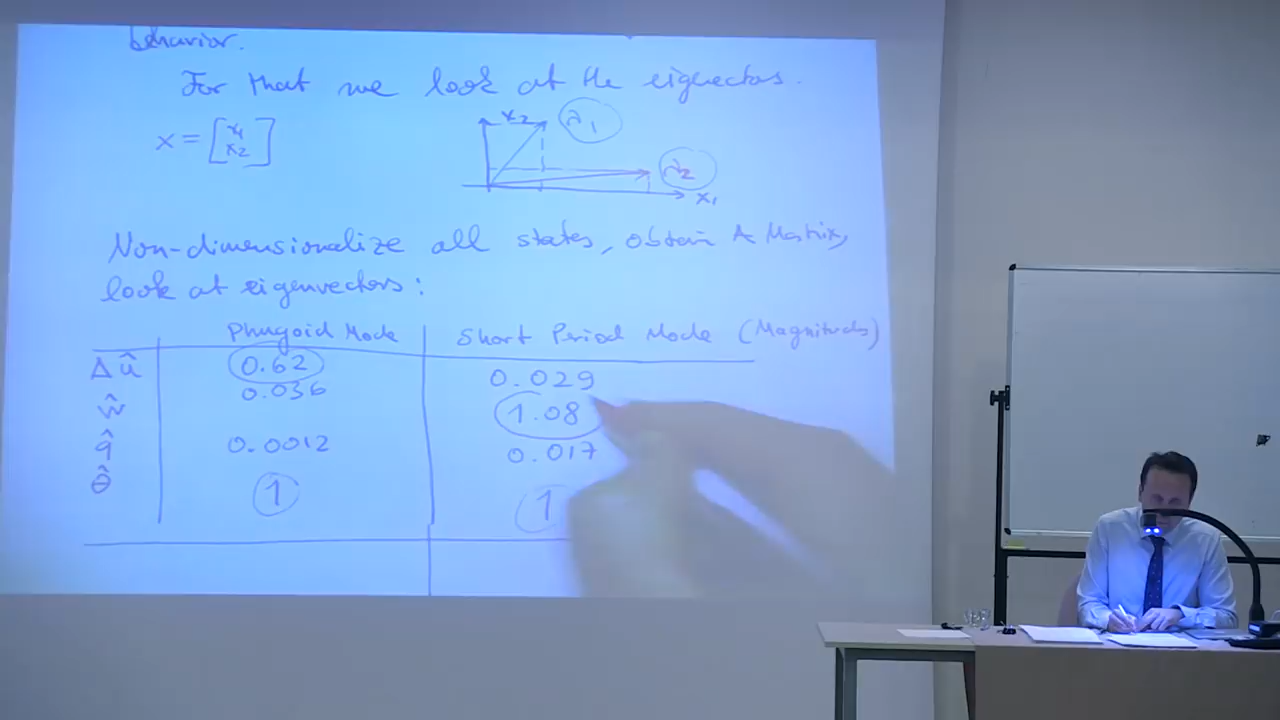 behavior.
For that we look at the eigenvectors.
x = [x1 x2]
x2 λ1
λ2
x1
Non-dimensionalize all states, obtain A Matrix,
look at eigenvectors:
Phugoid Mode Short Period Mode (Magnitudes)
Δû 0.62 0.029
ŵ 0.036 1.08
q̂ 0.0012 0.017
θ̂ 1 1